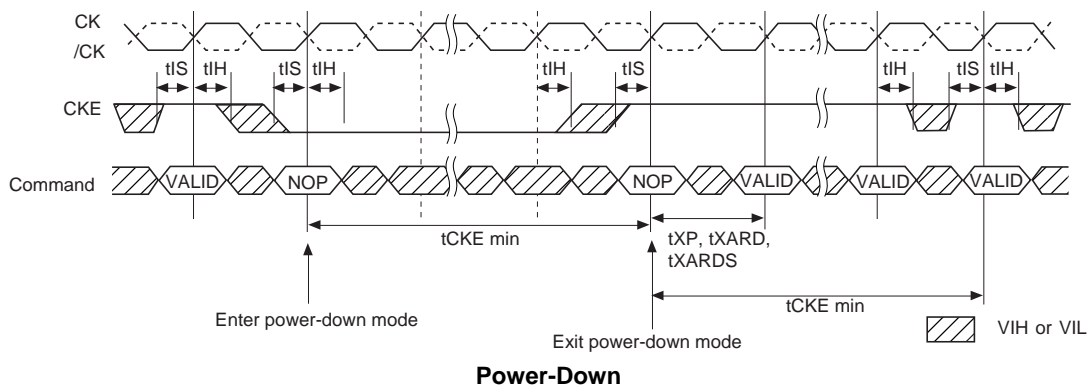 CK
/CK
tIS tIH tIS tIH tIH tIS tIH tIS tIH
CKE
Command VALID NOP NOP VALID VALID VALID
tCKE min
tXP, tXARD,
tXARDS
tCKE min
Enter power-down mode
Exit power-down mode
VIH or VIL
Power-Down